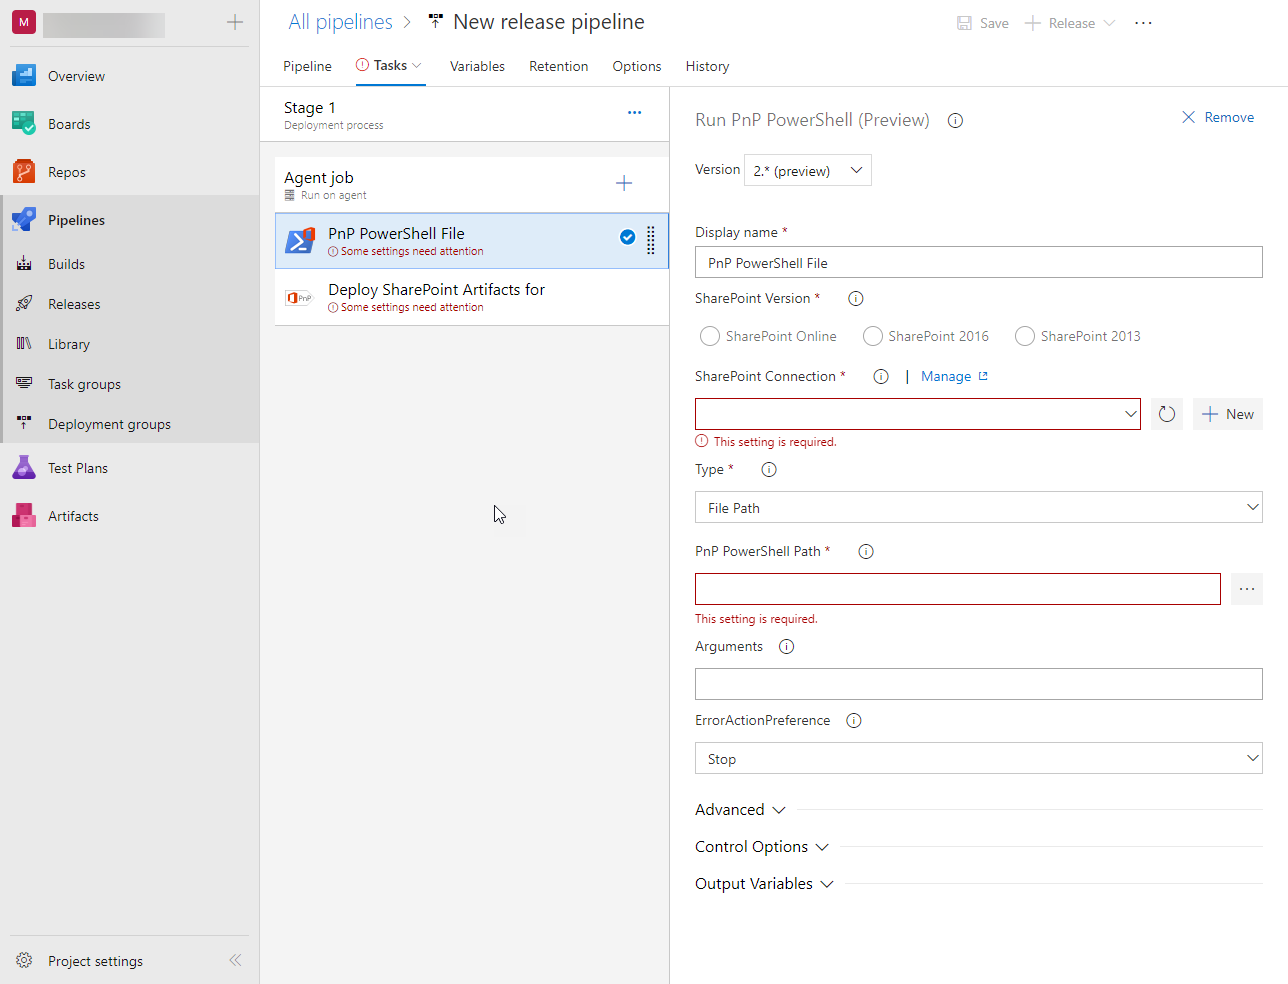 M
All pipelines > New release pipeline
Save
Release
...
Pipeline
Tasks
Variables
Retention
Options
History
Overview
Boards
Repos
Pipelines
Builds
Releases
Library
Task groups
Deployment groups
Test Plans
Artifacts
Project settings
Stage 1
Deployment process
Agent job
Run on agent
PnP PowerShell File
Some settings need attention
PnP
Deploy SharePoint Artifacts for
Some settings need attention
Run PnP PowerShell (Preview)
Remove
Version 2.* (preview)
Display name *
PnP PowerShell File
SharePoint Version *
SharePoint Online SharePoint 2016 SharePoint 2013
SharePoint Connection * | Manage
New
This setting is required.
Type *
File Path
PnP PowerShell Path *
...
This setting is required.
Arguments
ErrorActionPreference
Stop
Advanced
Control Options
Output Variables